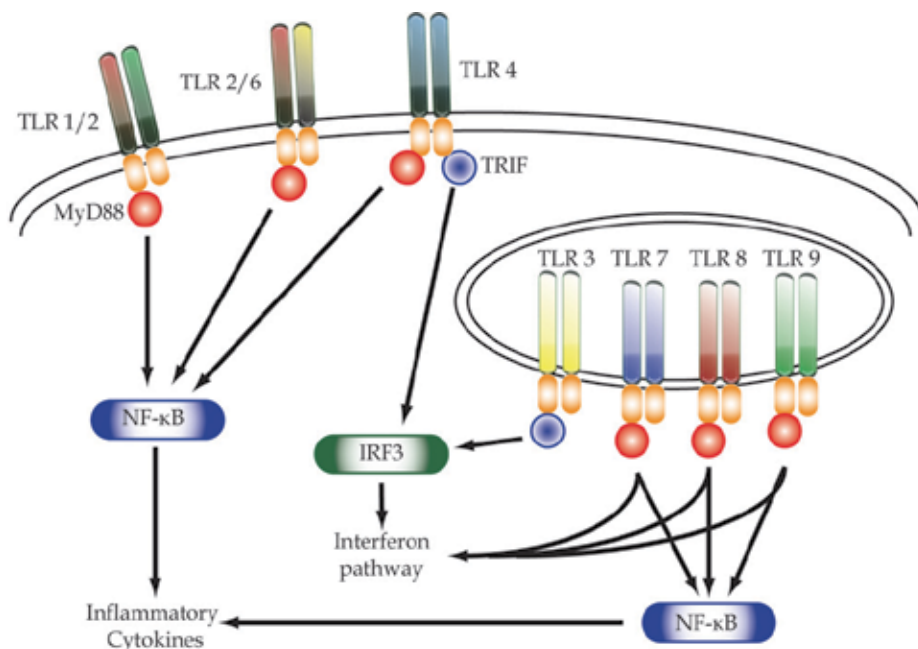 TLR 1/2
TLR 2/6
TLR 4
MyD88
TRIF
TLR 3
TLR 7
TLR 8
TLR 9
NF-κB
IRF3
Interferon
pathway
Inflammatory
Cytokines
NF-κB